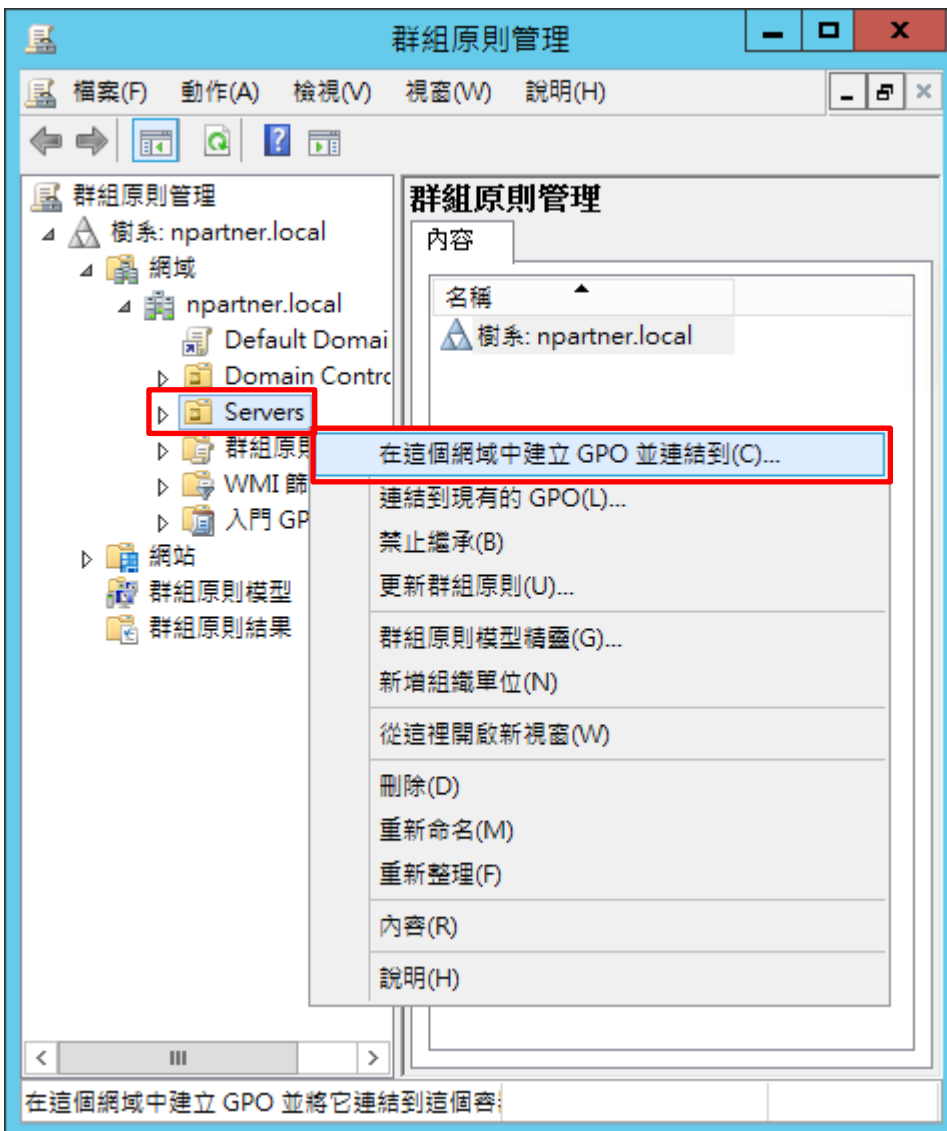 群組原則管理
檔案(F) 動作(A) 檢視(V) 視窗(W) 說明(H)
群組原則管理
樹系: npartner.local
網域
npartner.local
Default Domai
Domain Contrc
Servers
群組原則
WMI 篩
入門 GP
網站
群組原則模型
群組原則結果
群組原則管理
內容
名稱
樹系: npartner.local
在這個網域中建立 GPO 並連結到(C)...
連結到現有的 GPO(L)...
禁止繼承(B)
更新群組原則(U)...
群組原則模型精靈(G)...
新增組織單位(N)
從這裡開啟新視窗(W)
刪除(D)
重新命名(M)
重新整理(F)
內容(R)
說明(H)
在這個網域中建立 GPO 並將它連結到這個容